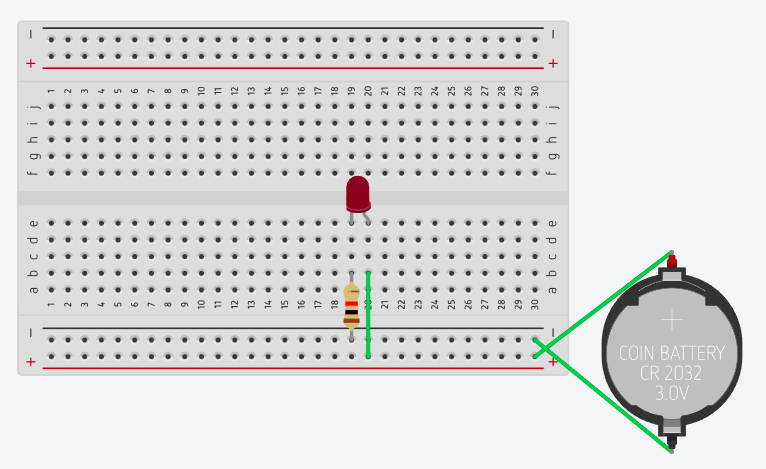 − −
+ +
1 2 3 4 5 6 7 8 9 10 11 12 13 14 15 16 17 18 19 20 21 22 23 24 25 26 27 28 29 30
j j
i i
h h
g g
f f
e e
d d
c c
b b
a a
1 2 3 4 5 6 7 8 9 10 11 12 13 14 15 16 17 18 19 20 21 22 23 24 25 26 27 28 29 30
− −
+ +
+
COIN BATTERY
CR 2032
3.0V